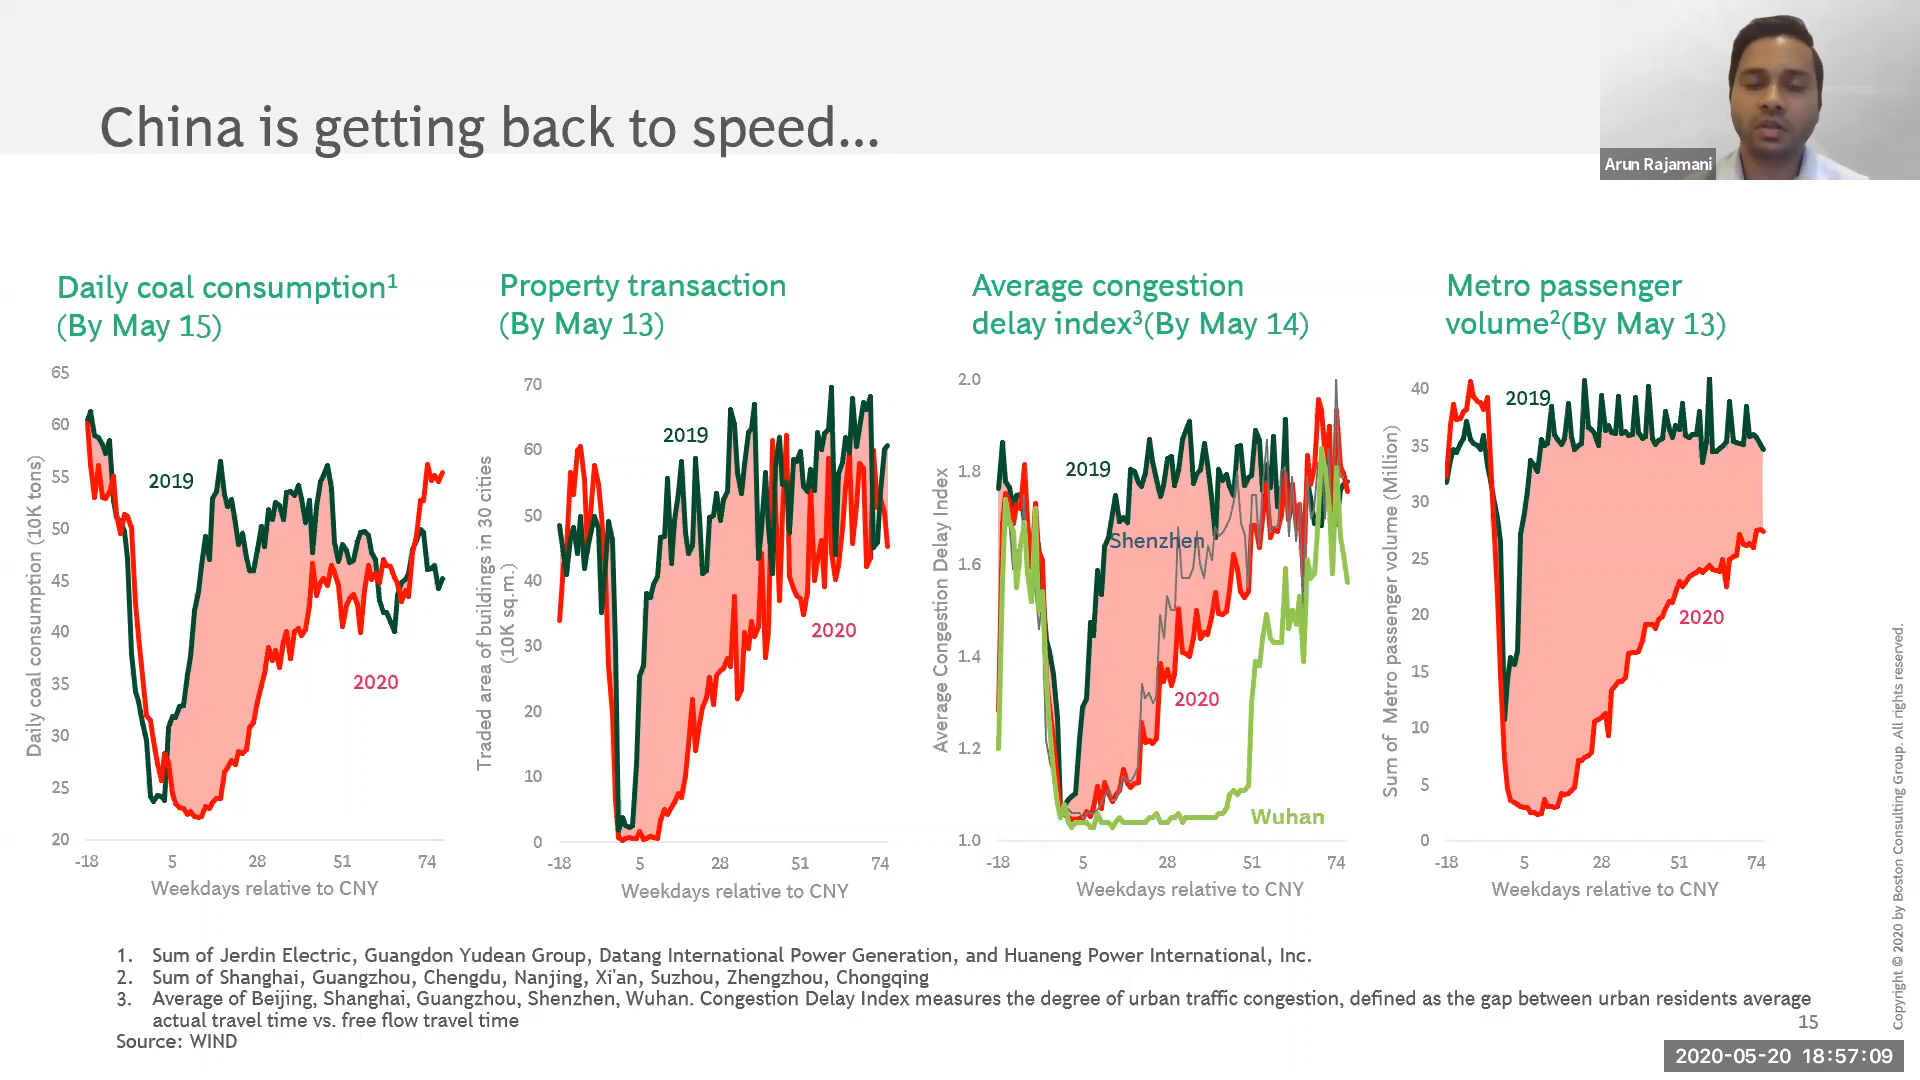 China is getting back to speed...
Arun Rajamani
Daily coal consumption¹
(By May 15)
Daily coal consumption (10K tons)
65
60
55
50
45
40
35
30
25
20
2019
2020
-18 5 28 51 74
Weekdays relative to CNY
Property transaction
(By May 13)
Traded area of buildings in 30 cities
(10K sq.m.)
70
60
50
40
30
20
10
0
2019
2020
-18 5 28 51 74
Weekdays relative to CNY
Average congestion
delay index³(By May 14)
Average Congestion Delay Index
2.0
1.8
1.6
1.4
1.2
1.0
2019
Shenzhen
2020
Wuhan
-18 5 28 51 74
Weekdays relative to CNY
Metro passenger
volume²(By May 13)
Sum of Metro passenger volume (Million)
40
35
30
25
20
15
10
5
0
2019
2020
-18 5 28 51 74
Weekdays relative to CNY
1. Sum of Jerdin Electric, Guangdon Yudean Group, Datang International Power Generation, and Huaneng Power International, Inc.
2. Sum of Shanghai, Guangzhou, Chengdu, Nanjing, Xi'an, Suzhou, Zhengzhou, Chongqing
3. Average of Beijing, Shanghai, Guangzhou, Shenzhen, Wuhan. Congestion Delay Index measures the degree of urban traffic congestion, defined as the gap between urban residents average
actual travel time vs. free flow travel time
Source: WIND
15
Copyright © 2020 by Boston Consulting Group. All rights reserved.
2020-05-20 18:57:09